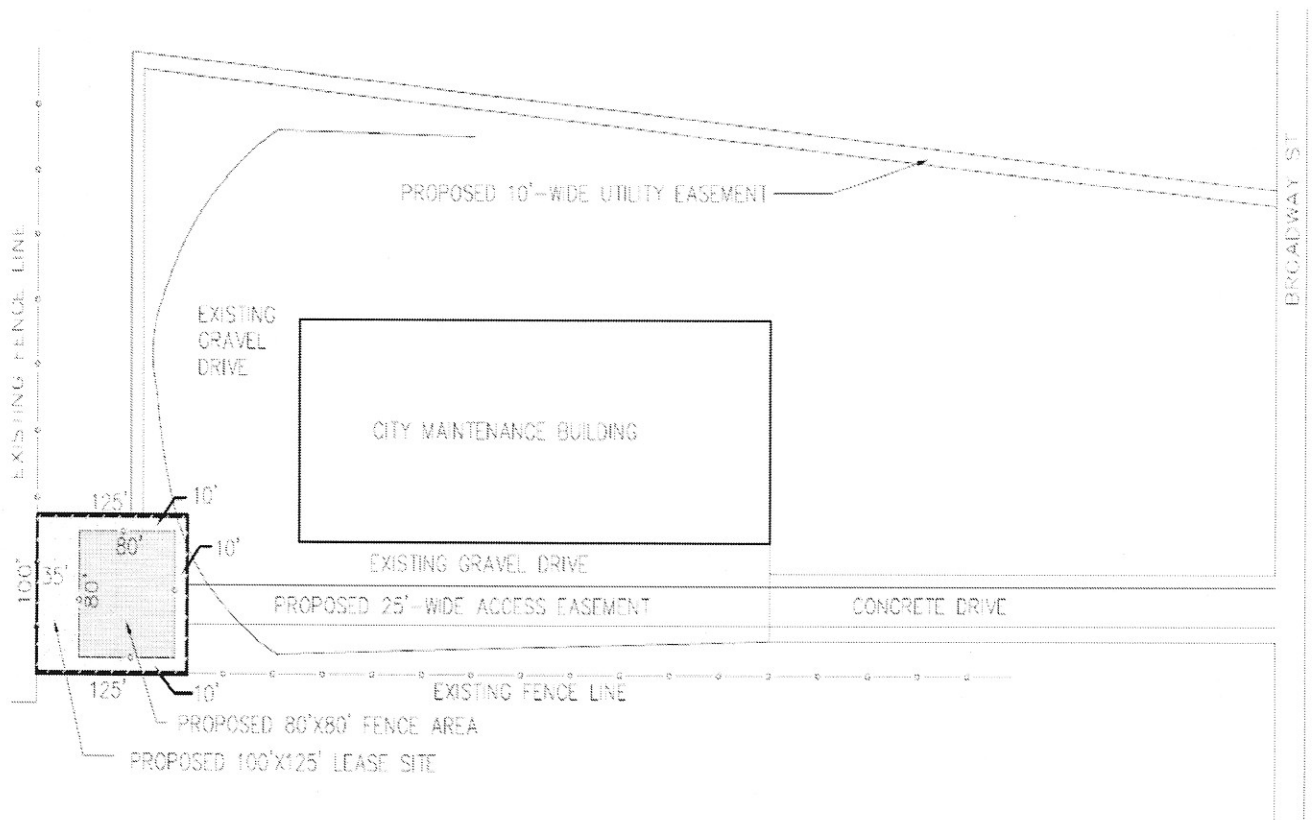 PROPOSED 10'-WIDE UTILITY EASEMENT
BROADWAY ST
EXISTING FENCE LINE
EXISTING
GRAVEL
DRIVE
CITY MAINTENANCE BUILDING
125'
10'
80'
10'
100'
35'
80'
EXISTING GRAVEL DRIVE
PROPOSED 25'-WIDE ACCESS EASEMENT
CONCRETE DRIVE
125'
10'
EXISTING FENCE LINE
PROPOSED 80'X80' FENCE AREA
PROPOSED 100'X125' LEASE SITE